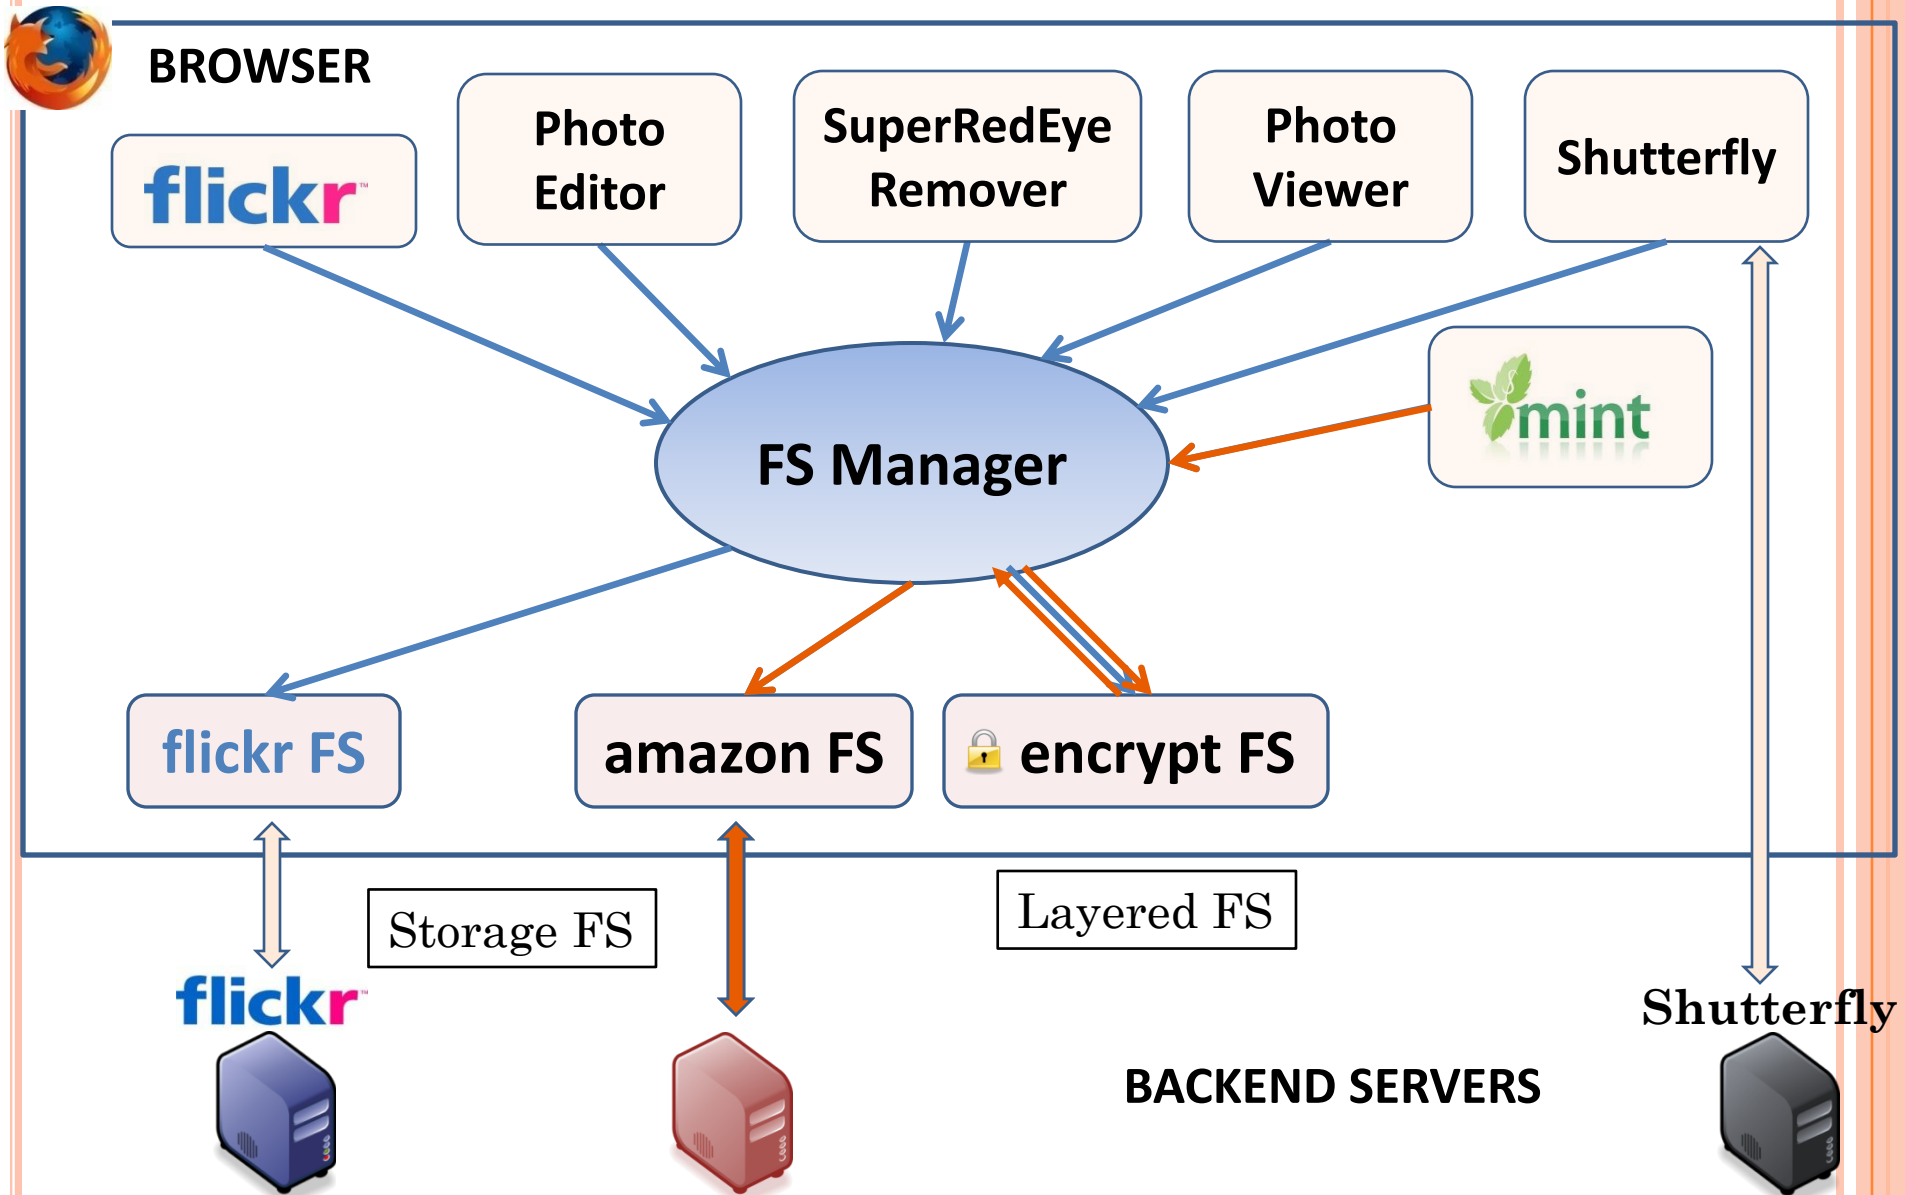 BROWSER
flickr
Photo
Editor
SuperRedEye
Remover
Photo
Viewer
Shutterfly
mint
FS Manager
flickr FS
amazon FS
encrypt FS
Storage FS
Layered FS
flickr
Shutterfly
BACKEND SERVERS